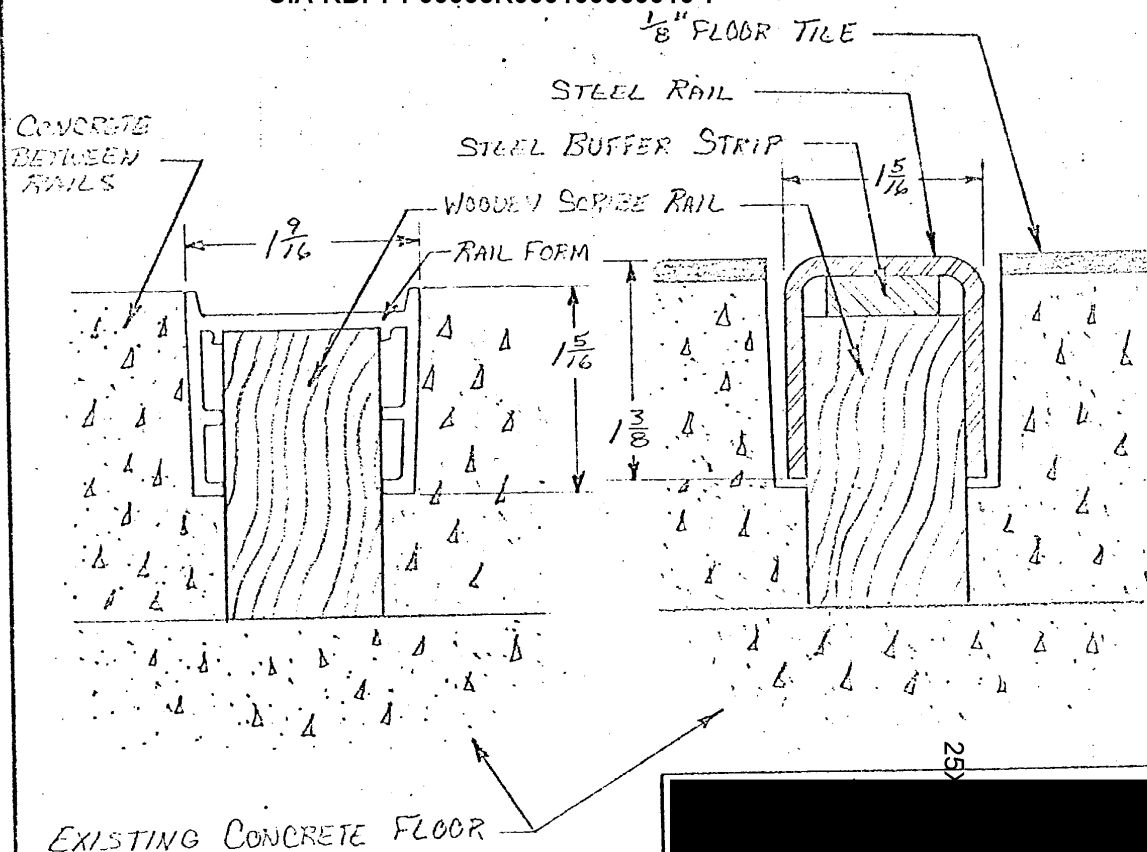 1/8" FLOOR TILE
STEEL RAIL
CONCRETE
BETWEEN
RAILS
STEEL BUFFER STRIP
1 5/16
WOODEN SCRIBE RAIL
1 9/16
RAIL FORM
1 5/16
1 3/8
25X
EXISTING CONCRETE FLOOR